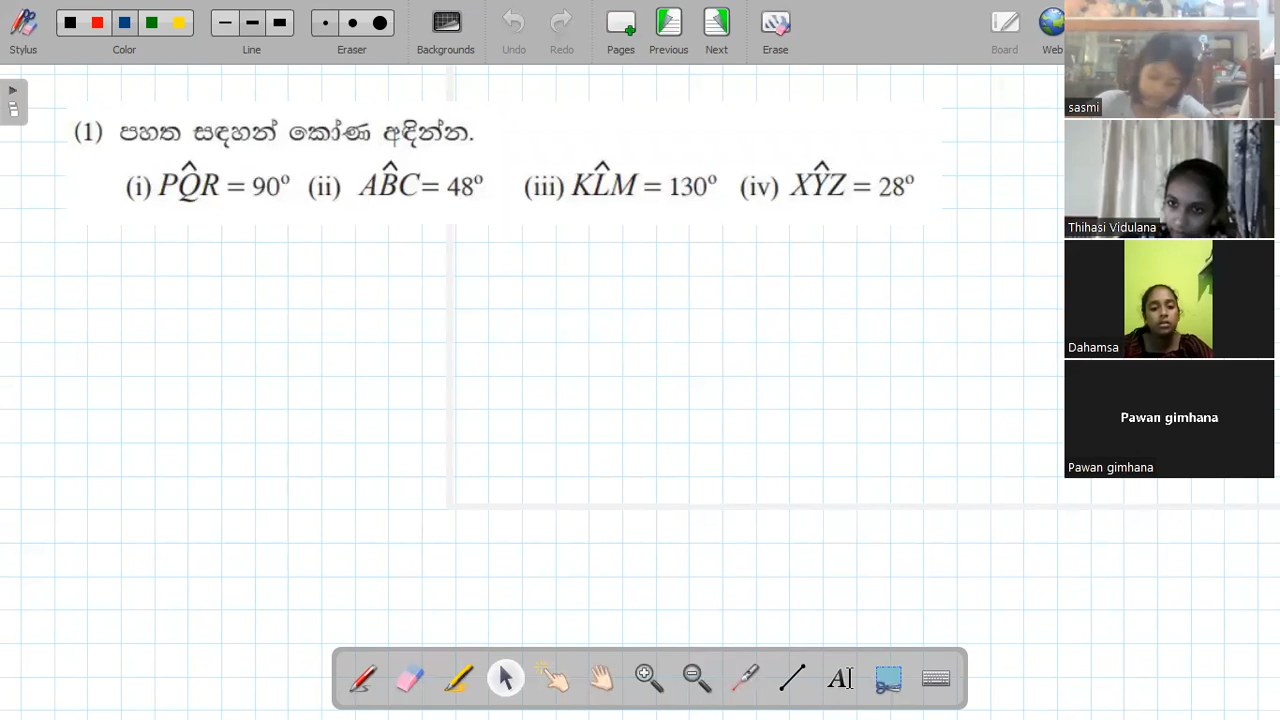 Stylus
Color
Line
Eraser
Backgrounds
Undo
Redo
Pages
Previous
Next
Erase
Board
Web
(1) පහත සඳහන් කෝණ අඳින්න.
(i) PQ̂R = 90° (ii) AB̂C = 48° (iii) KL̂M = 130° (iv) XŶZ = 28°
sasmi
Thihasi Vidulana
Dahamsa
Pawan gimhana
Pawan gimhana
A